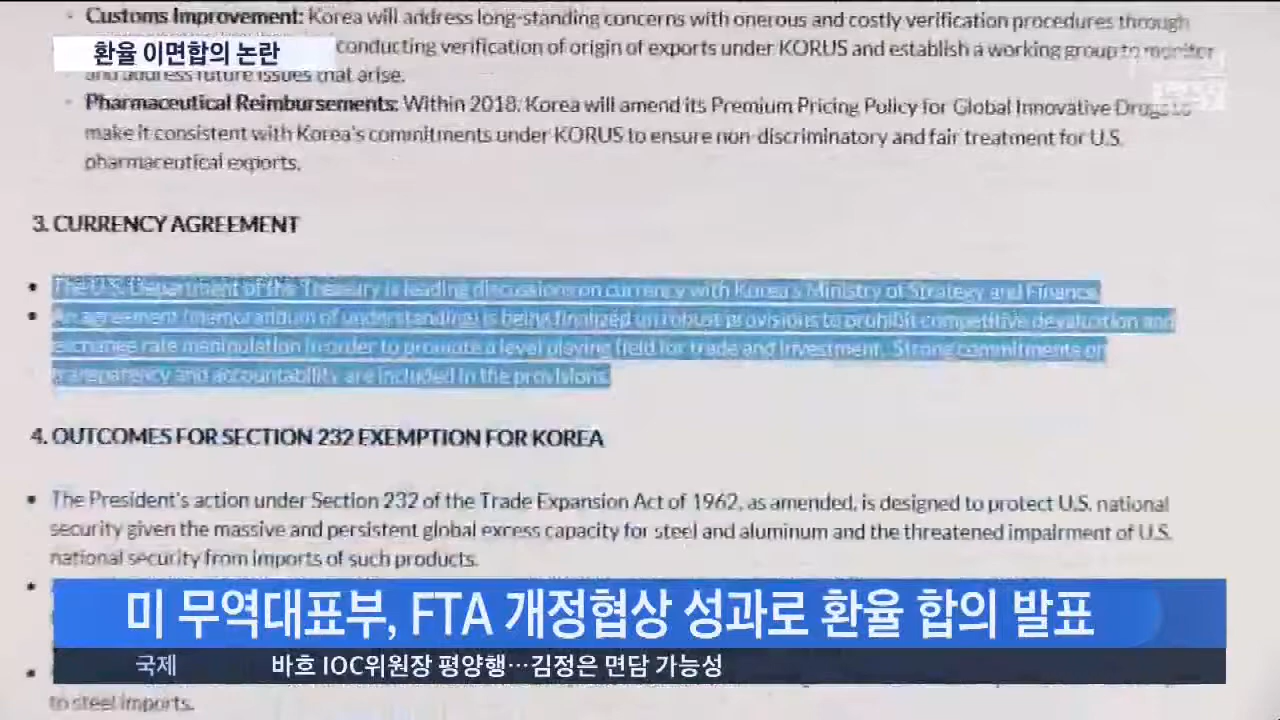 Customs Improvement: Korea will address long-standing concerns with onerous and costly verification procedures through
환율 이면합의 논란
conducting verification of origin of exports under KORUS and establish a working group to monitor
and address future issues that arise.
Pharmaceutical Reimbursements: Within 2018, Korea will amend its Premium Pricing Policy for Global Innovative Drugs to
make it consistent with Korea's commitments under KORUS to ensure non-discriminatory and fair treatment for U.S.
pharmaceutical exports.
3. CURRENCY AGREEMENT
The U.S. Department of the Treasury is leading discussions on currency with Korea's Ministry of Strategy and Finance.
An agreement (memorandum of understanding) is being finalized on robust provisions to prohibit competitive devaluation and
exchange rate manipulation in order to promote a level playing field for trade and investment. Strong commitments on
transparency and accountability are included in the provisions.
4. OUTCOMES FOR SECTION 232 EXEMPTION FOR KOREA
The President's action under Section 232 of the Trade Expansion Act of 1962, as amended, is designed to protect U.S. national
security given the massive and persistent global excess capacity for steel and aluminum and the threatened impairment of U.S.
national security from imports of such products.
미 무역대표부, FTA 개정협상 성과로 환율 합의 발표
국제 바흐 IOC위원장 평양행…김정은 면담 가능성
to steel imports.